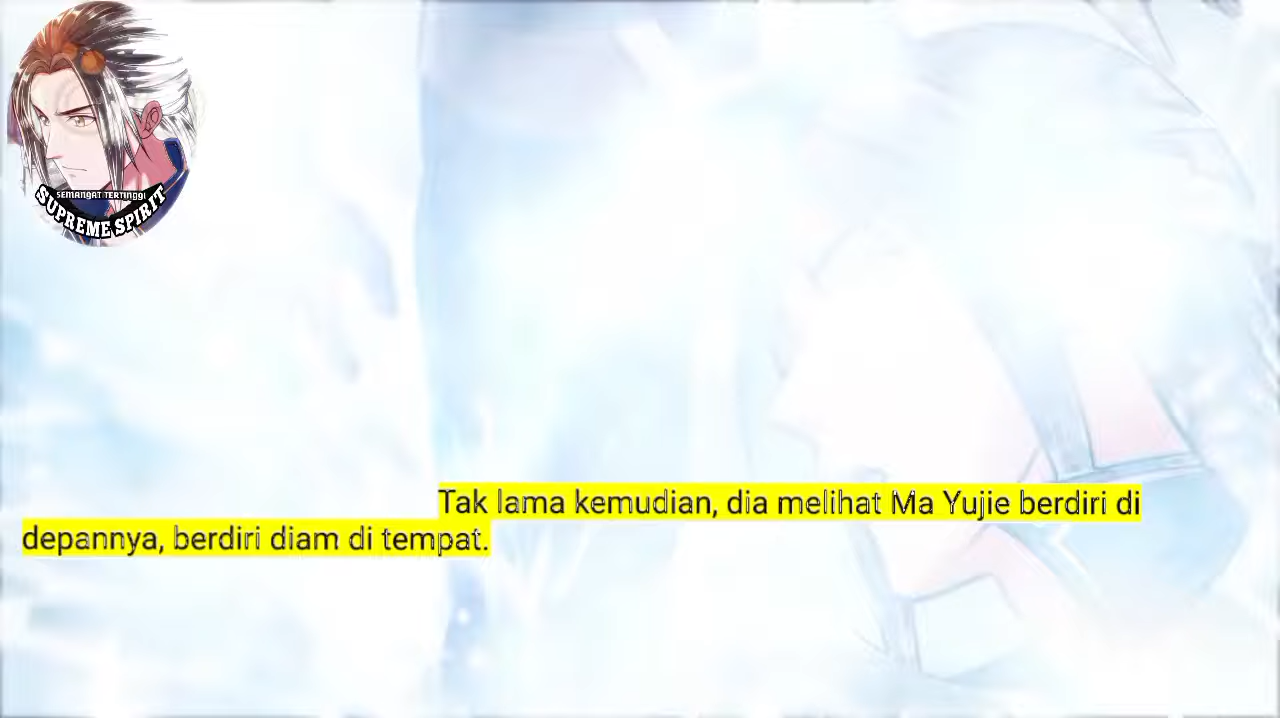 SEMANGAT TERTINGGI
SUPREME SPIRIT
Tak lama kemudian, dia melihat Ma Yujie berdiri di
depannya, berdiri diam di tempat.